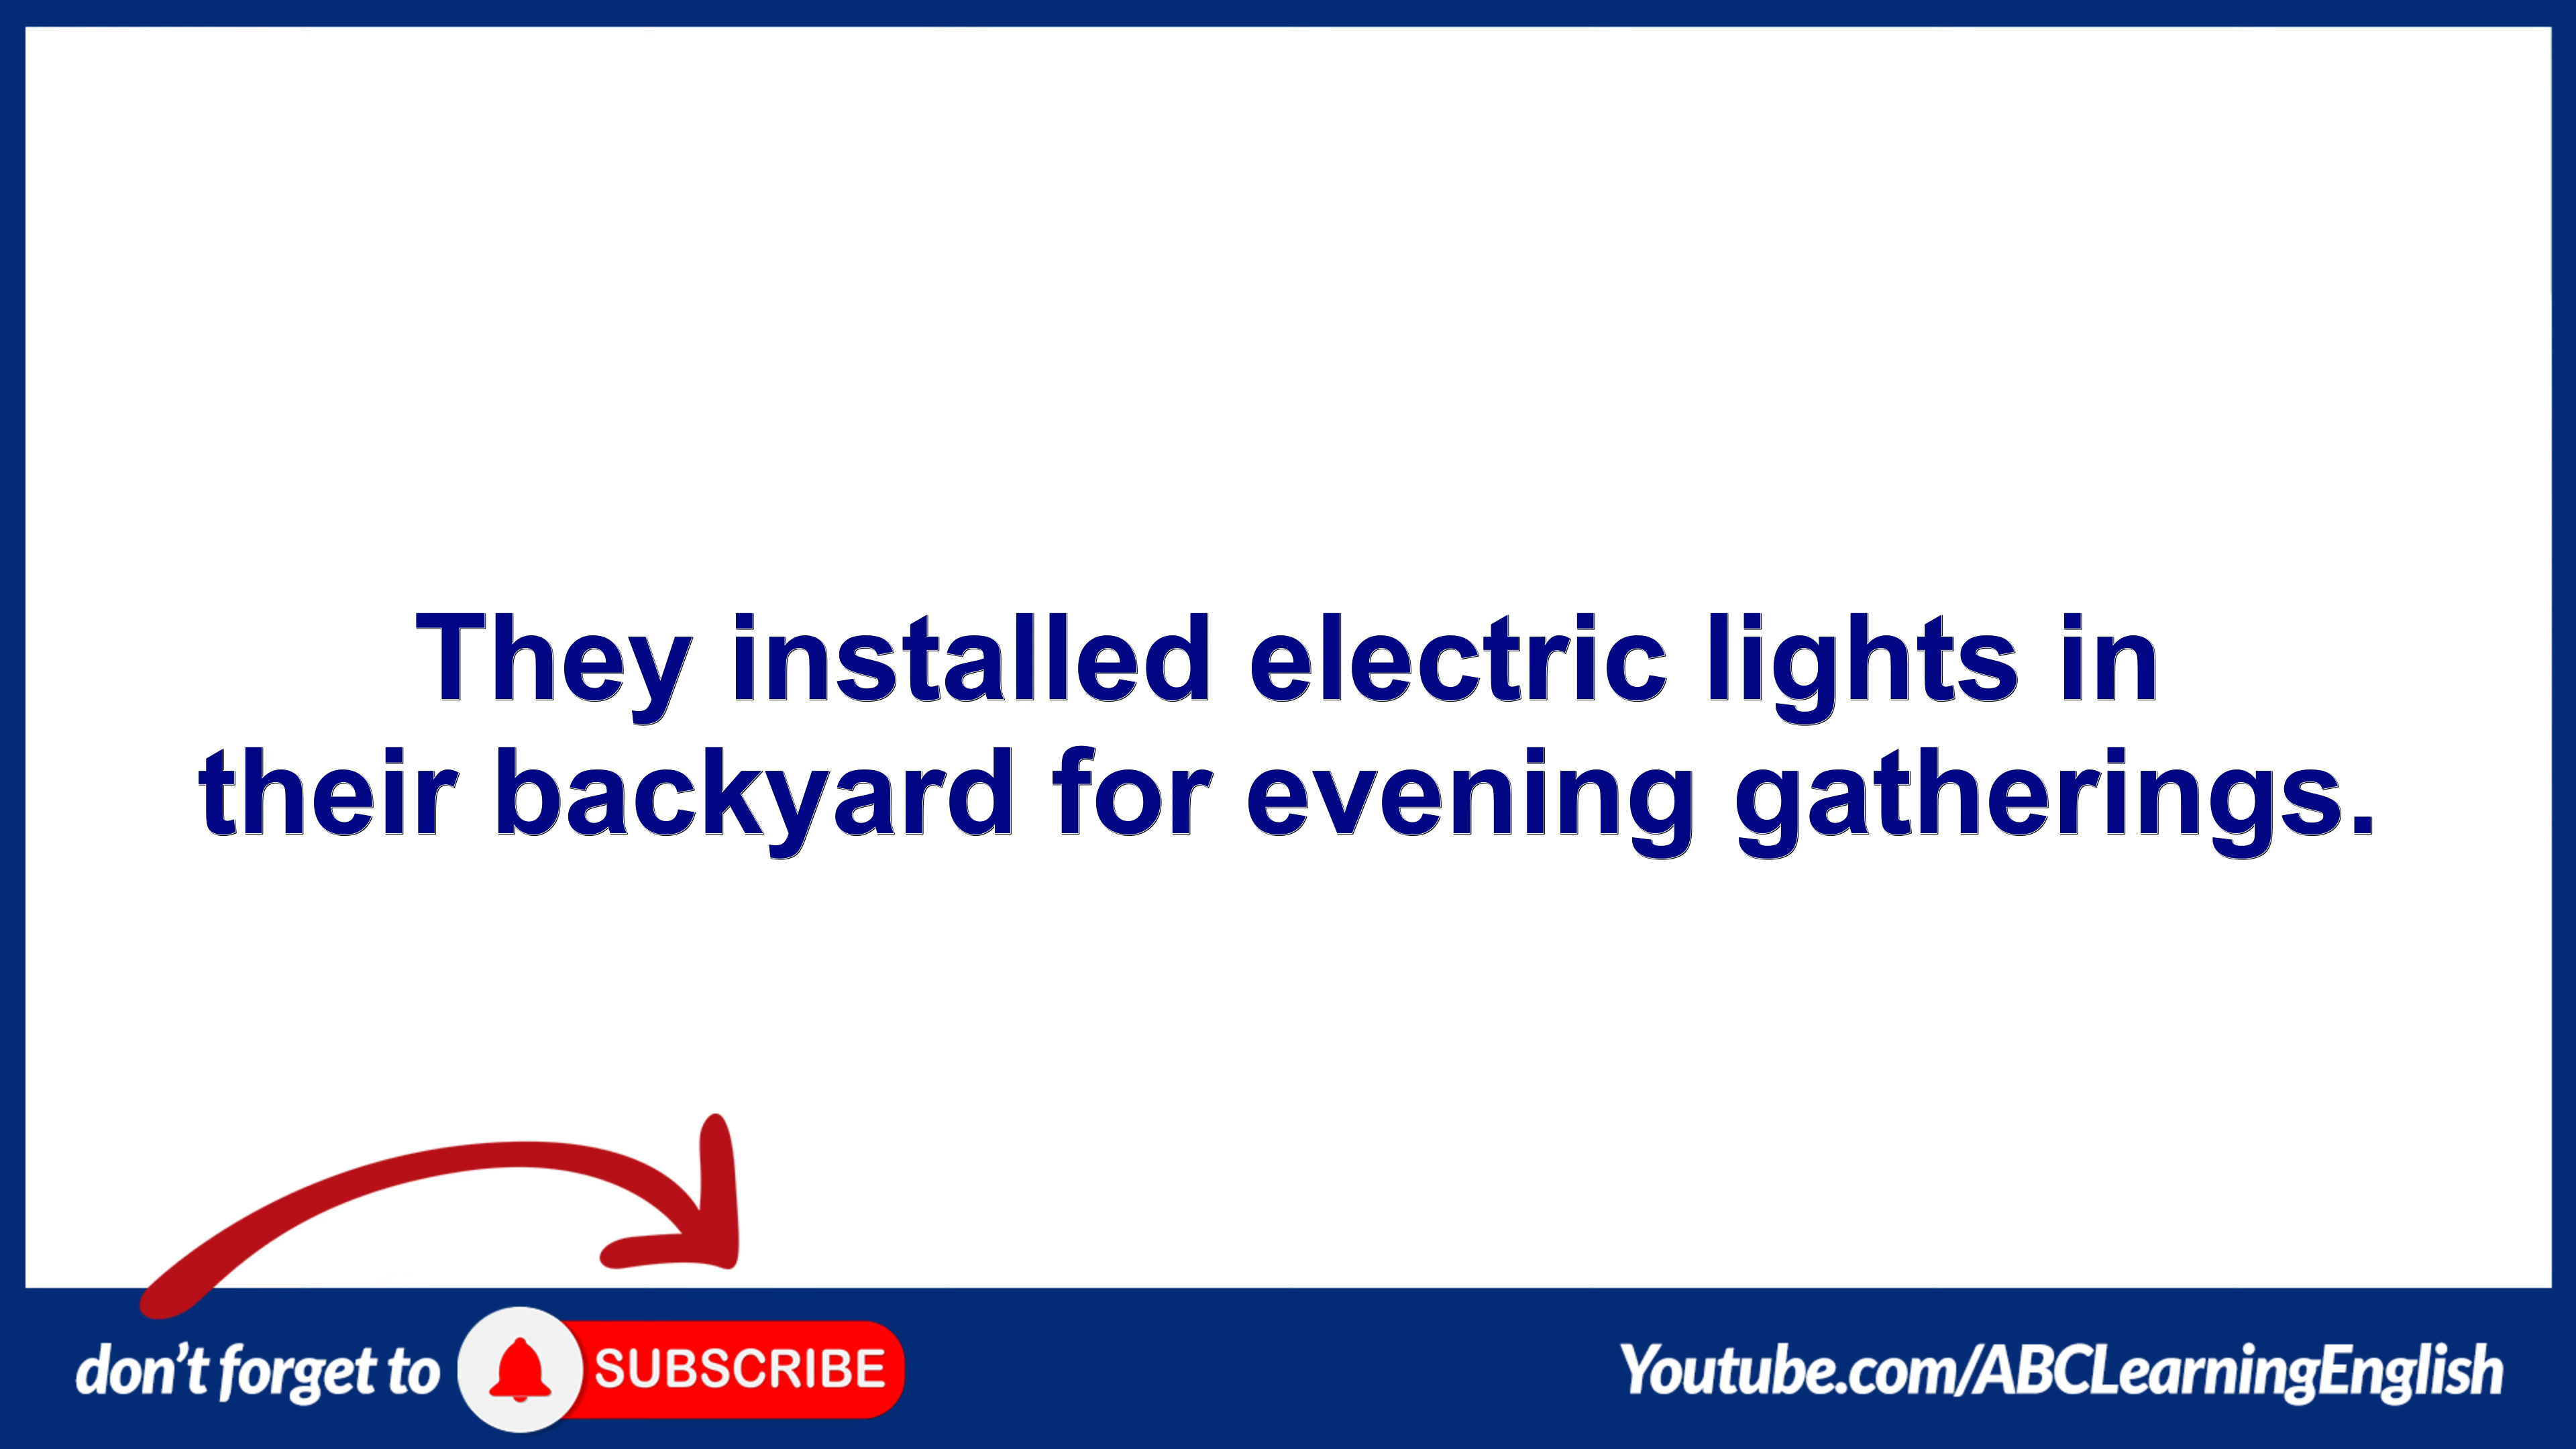 They installed electric lights in
their backyard for evening gatherings.
don't forget to SUBSCRIBE
Youtube.com/ABCLearningEnglish